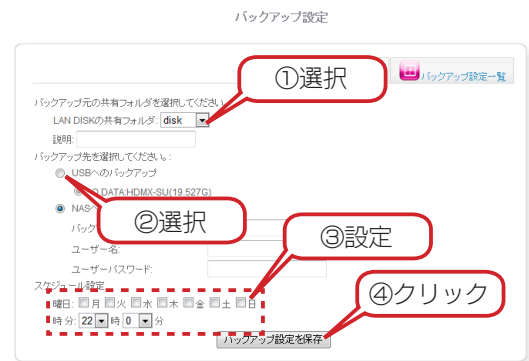 バックアップ設定
①選択
バックアップ設定一覧
バックアップ元の共有フォルダを選択してください
LAN DISKの共有フォルダ: disk
説明:
バックアップ先を選択してください。:
USBへのバックアップ
DATA:HDMX-SU(19.527G)
NAS
②選択
バック
③設定
ユーザー名:
ユーザーパスワード:
スケジュール設定
④クリック
曜日: 月 火 水 木 金 土 日
時 分: 22 時 0 分
バックアップ設定を保存